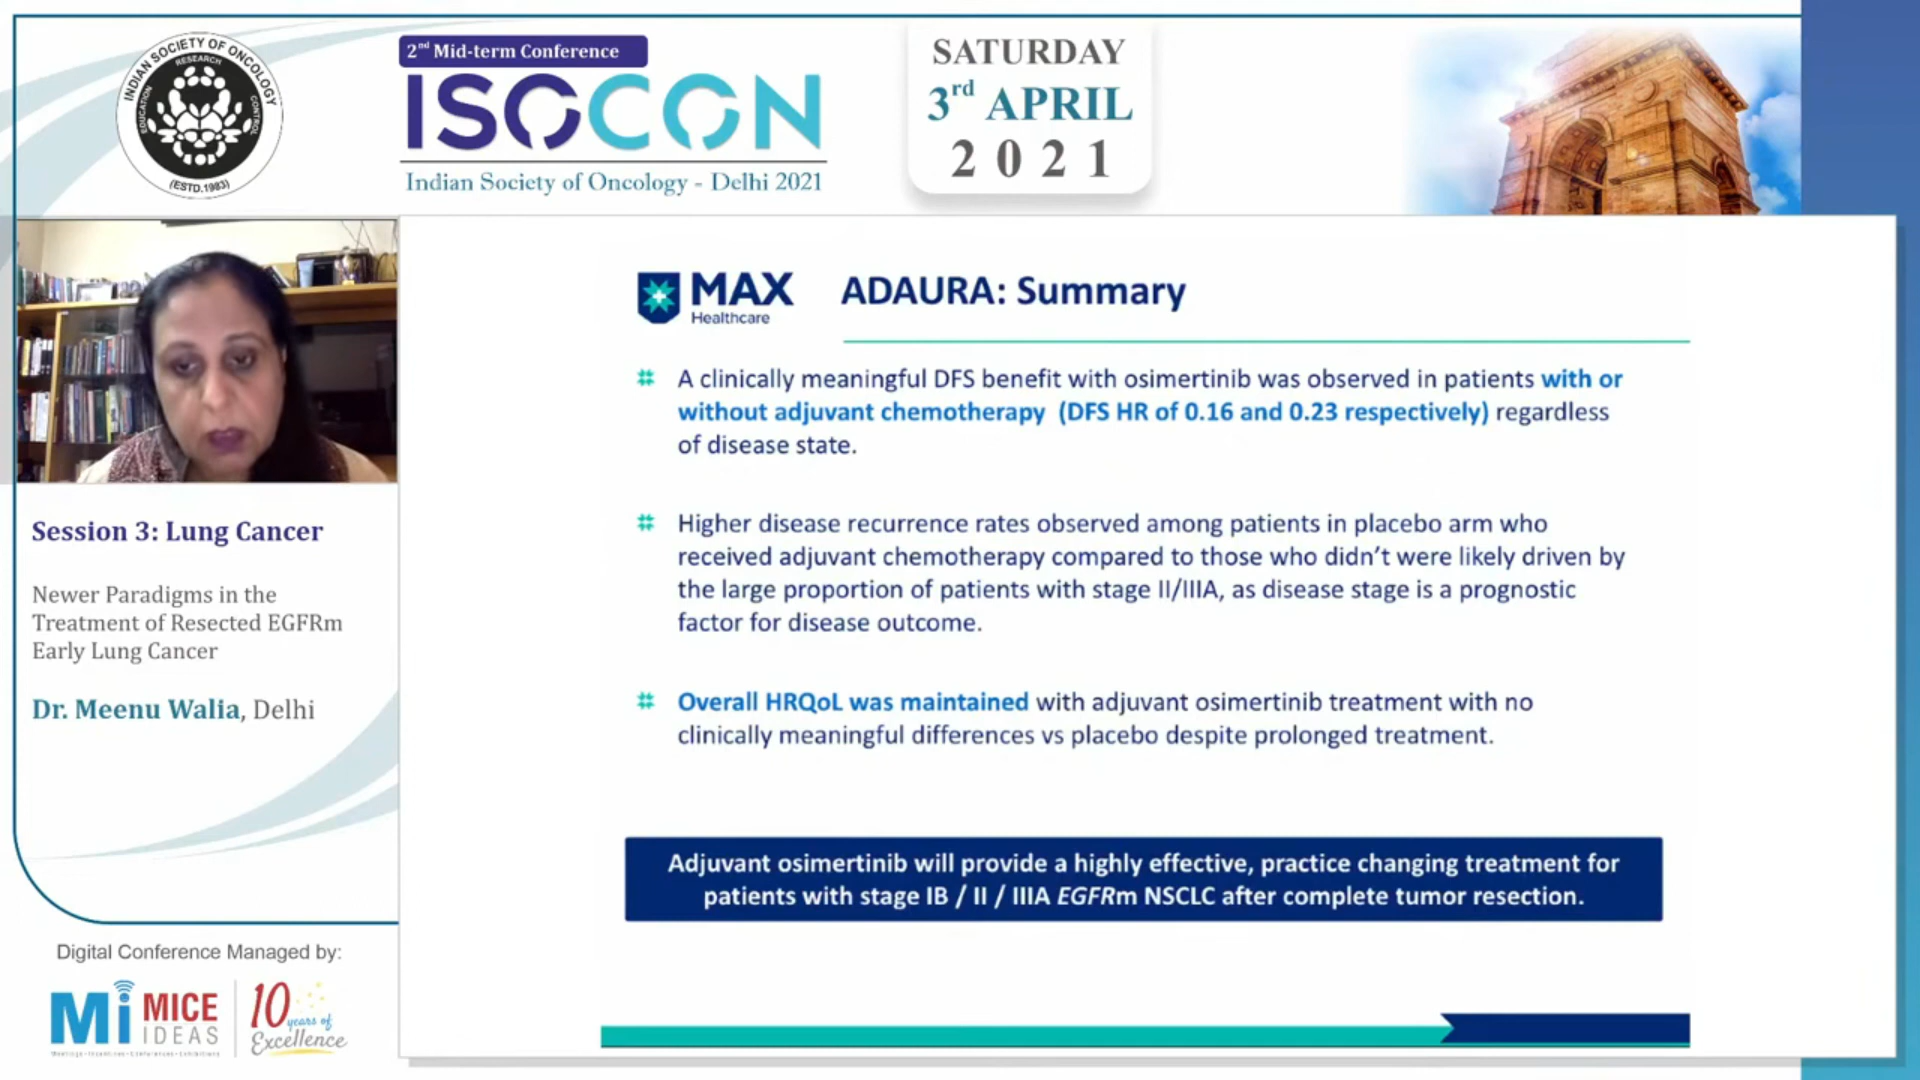 INDIAN SOCIETY OF ONCOLOGY
RESEARCH
EDUCATION
CONTROL
(ESTD.1983)
2nd Mid-term Conference
ISOCON
Indian Society of Oncology - Delhi 2021
SATURDAY
3rd APRIL
2021
Session 3: Lung Cancer
Newer Paradigms in the
Treatment of Resected EGFRm
Early Lung Cancer
Dr. Meenu Walia, Delhi
Digital Conference Managed by:
Mi MICE
IDEAS
10
years of
Excellence
MAX
Healthcare
ADAURA: Summary
A clinically meaningful DFS benefit with osimertinib was observed in patients with or
without adjuvant chemotherapy (DFS HR of 0.16 and 0.23 respectively) regardless
of disease state.
Higher disease recurrence rates observed among patients in placebo arm who
received adjuvant chemotherapy compared to those who didn't were likely driven by
the large proportion of patients with stage II/IIIA, as disease stage is a prognostic
factor for disease outcome.
Overall HRQoL was maintained with adjuvant osimertinib treatment with no
clinically meaningful differences vs placebo despite prolonged treatment.
Adjuvant osimertinib will provide a highly effective, practice changing treatment for
patients with stage IB / II / IIIA EGFRm NSCLC after complete tumor resection.